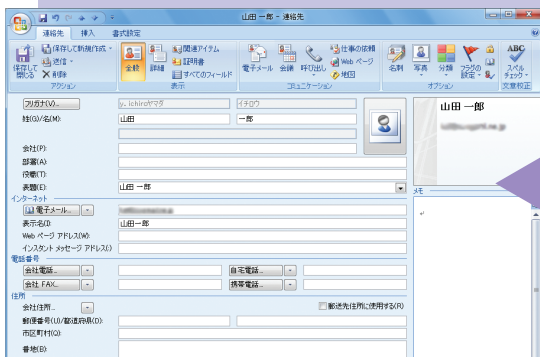 山田 一郎 - 連絡先
連絡先 挿入 書式設定
保存して閉じる
保存して新規作成
送信
削除
アクション
全般
詳細
関連アイテム
証明書
すべてのフィールド
表示
電子メール
会議
呼び出し
仕事の依頼
Web ページ
地図
コミュニケーション
名刺
写真
分類
フラグの設定
オプション
ABC
スペル チェック
文章校正
フリガナ(V)... y. ichiroヤマダ イチロウ
姓(G)/名(M): 山田 一郎
会社(P):
部署(A):
役職(T):
表題(E): 山田 一郎
インターネット
電子メール...
表示名(I): 山田一郎
Web ページ アドレス(W):
インスタント メッセージ アドレス(:)
電話番号
会社電話... 自宅電話...
会社 FAX... 携帯電話...
住所
会社住所... 郵送先住所に使用する(R)
郵便番号(U)/都道府県(D):
市区町村(Q):
番地(B):
山田 一郎
メモ